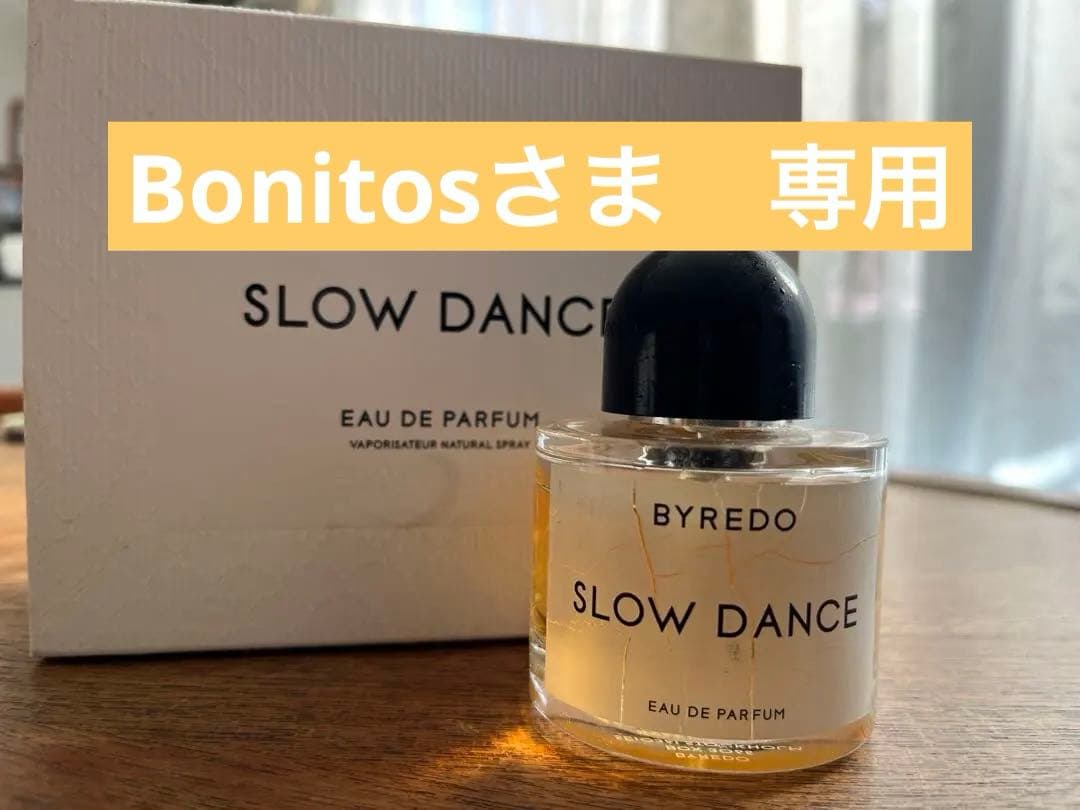 Bonitosさま　専用
SLOW DANCE
EAU DE PARFUM
VAPORISATEUR NATURAL SPRAY
BYREDO
SLOW DANCE
EAU DE PARFUM
BYREDO